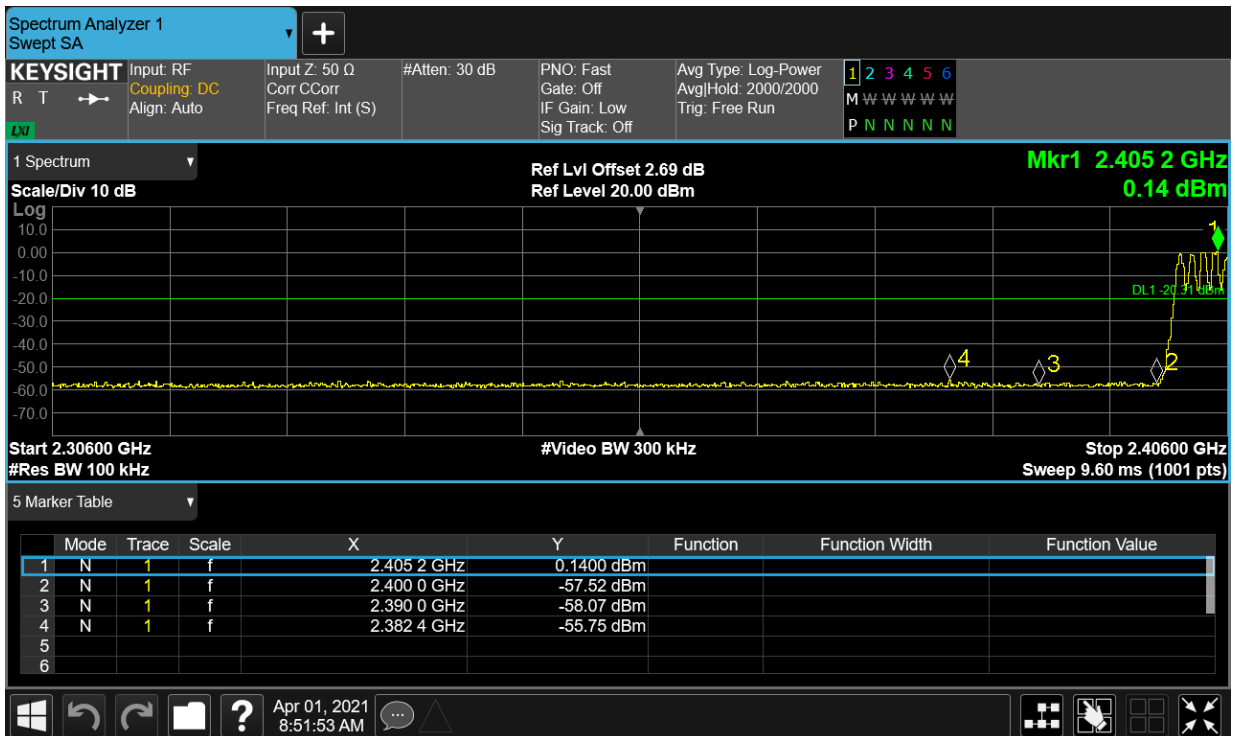 Spectrum Analyzer 1
Swept SA
KEYSIGHT
R T
LXI
Input: RF
Coupling: DC
Align: Auto
Input Z: 50 Ω
Corr CCorr
Freq Ref: Int (S)
#Atten: 30 dB
PNO: Fast
Gate: Off
IF Gain: Low
Sig Track: Off
Avg Type: Log-Power
Avg|Hold: 2000/2000
Trig: Free Run
1 2 3 4 5 6
M W W W W W
P N N N N N
1 Spectrum
Scale/Div 10 dB
Ref Lvl Offset 2.69 dB
Ref Level 20.00 dBm
Mkr1 2.405 2 GHz
0.14 dBm
Log
10.0
0.00
-10.0
-20.0
-30.0
-40.0
-50.0
-60.0
-70.0
1
DL1 -20.31 dBm
4
3
2
Start 2.30600 GHz
#Res BW 100 kHz
#Video BW 300 kHz
Stop 2.40600 GHz
Sweep 9.60 ms (1001 pts)
5 Marker Table
Mode Trace Scale X Y Function Function Width Function Value
1 N 1 f 2.405 2 GHz 0.1400 dBm
2 N 1 f 2.400 0 GHz -57.52 dBm
3 N 1 f 2.390 0 GHz -58.07 dBm
4 N 1 f 2.382 4 GHz -55.75 dBm
5
6
?
Apr 01, 2021
8:51:53 AM